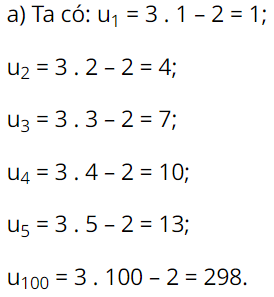 a) Ta có: u₁ = 3 . 1 – 2 = 1;
u₂ = 3 . 2 – 2 = 4;
u₃ = 3 . 3 – 2 = 7;
u₄ = 3 . 4 – 2 = 10;
u₅ = 3 . 5 – 2 = 13;
u₁₀₀ = 3 . 100 – 2 = 298.